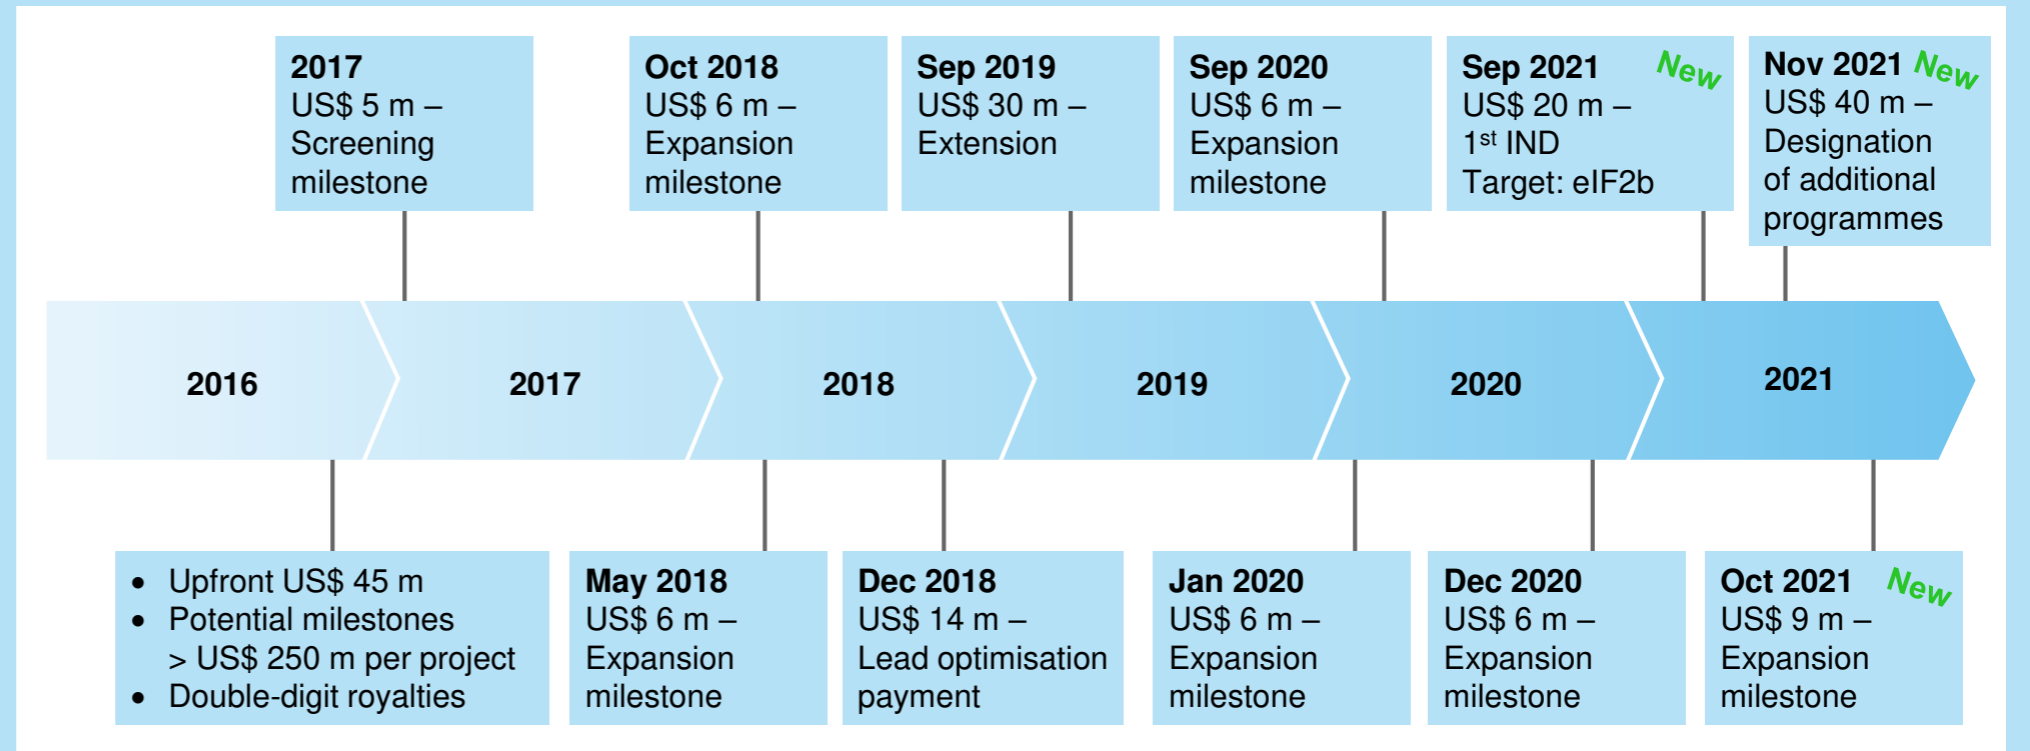 2017
US$ 5 m –
Screening
milestone
Oct 2018
US$ 6 m –
Expansion
milestone
Sep 2019
US$ 30 m –
Extension
Sep 2020
US$ 6 m –
Expansion
milestone
Sep 2021 New
US$ 20 m –
1st IND
Target: eIF2b
Nov 2021 New
US$ 40 m –
Designation
of additional
programmes
2016
2017
2018
2019
2020
2021
• Upfront US$ 45 m
• Potential milestones
> US$ 250 m per project
• Double-digit royalties
May 2018
US$ 6 m –
Expansion
milestone
Dec 2018
US$ 14 m –
Lead optimisation
payment
Jan 2020
US$ 6 m –
Expansion
milestone
Dec 2020
US$ 6 m –
Expansion
milestone
Oct 2021 New
US$ 9 m –
Expansion
milestone